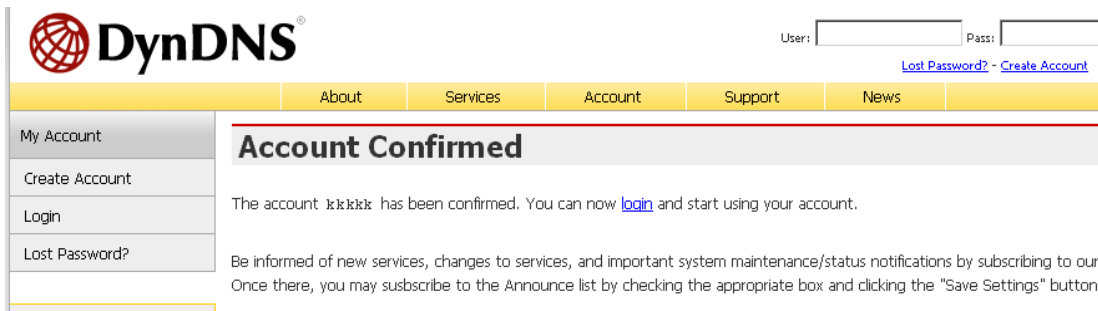 DynDNS®
User:
Pass:
Lost Password? - Create Account
About Services Account Support News
My Account
Create Account
Login
Lost Password?
Account Confirmed
The account kkkkk has been confirmed. You can now login and start using your account.
Be informed of new services, changes to services, and important system maintenance/status notifications by subscribing to our
Once there, you may susbscribe to the Announce list by checking the appropriate box and clicking the "Save Settings" button